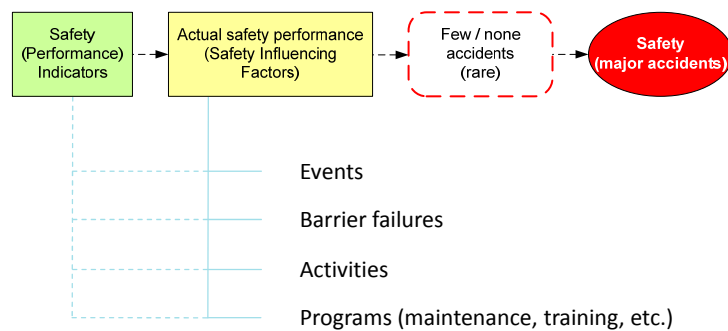 Safety
(Performance)
Indicators
Actual safety performance
(Safety Influencing
Factors)
Few / none
accidents
(rare)
Safety
(major accidents)
Events
Barrier failures
Activities
Programs (maintenance, training, etc.)